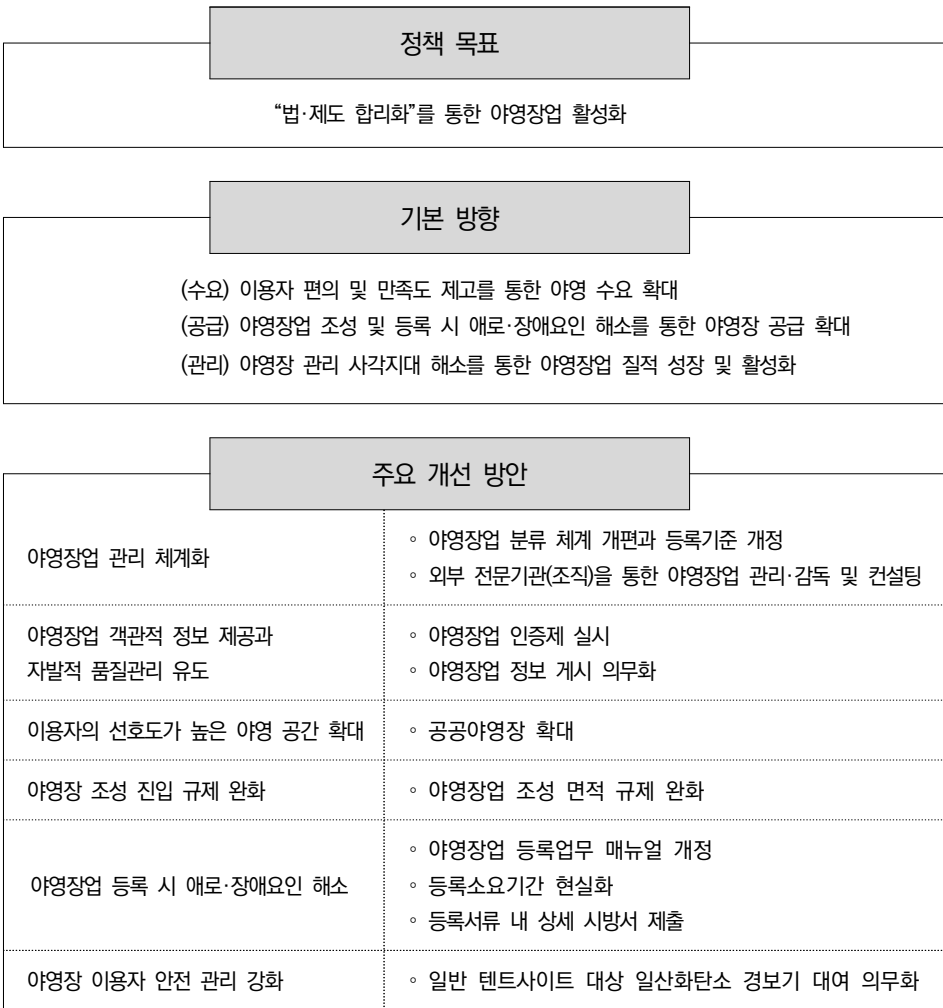 정책 목표
“법·제도 합리화”를 통한 야영장업 활성화
기본 방향
(수요) 이용자 편의 및 만족도 제고를 통한 야영 수요 확대
(공급) 야영장업 조성 및 등록 시 애로·장애요인 해소를 통한 야영장 공급 확대
(관리) 야영장 관리 사각지대 해소를 통한 야영장업 질적 성장 및 활성화
주요 개선 방안
야영장업 관리 체계화
◦ 야영장업 분류 체계 개편과 등록기준 개정
◦ 외부 전문기관(조직)을 통한 야영장업 관리·감독 및 컨설팅
야영장업 객관적 정보 제공과
자발적 품질관리 유도
◦ 야영장업 인증제 실시
◦ 야영장업 정보 게시 의무화
이용자의 선호도가 높은 야영 공간 확대
◦ 공공야영장 확대
야영장 조성 진입 규제 완화
◦ 야영장업 조성 면적 규제 완화
야영장업 등록 시 애로·장애요인 해소
◦ 야영장업 등록업무 매뉴얼 개정
◦ 등록소요기간 현실화
◦ 등록서류 내 상세 시방서 제출
야영장 이용자 안전 관리 강화
◦ 일반 텐트사이트 대상 일산화탄소 경보기 대여 의무화